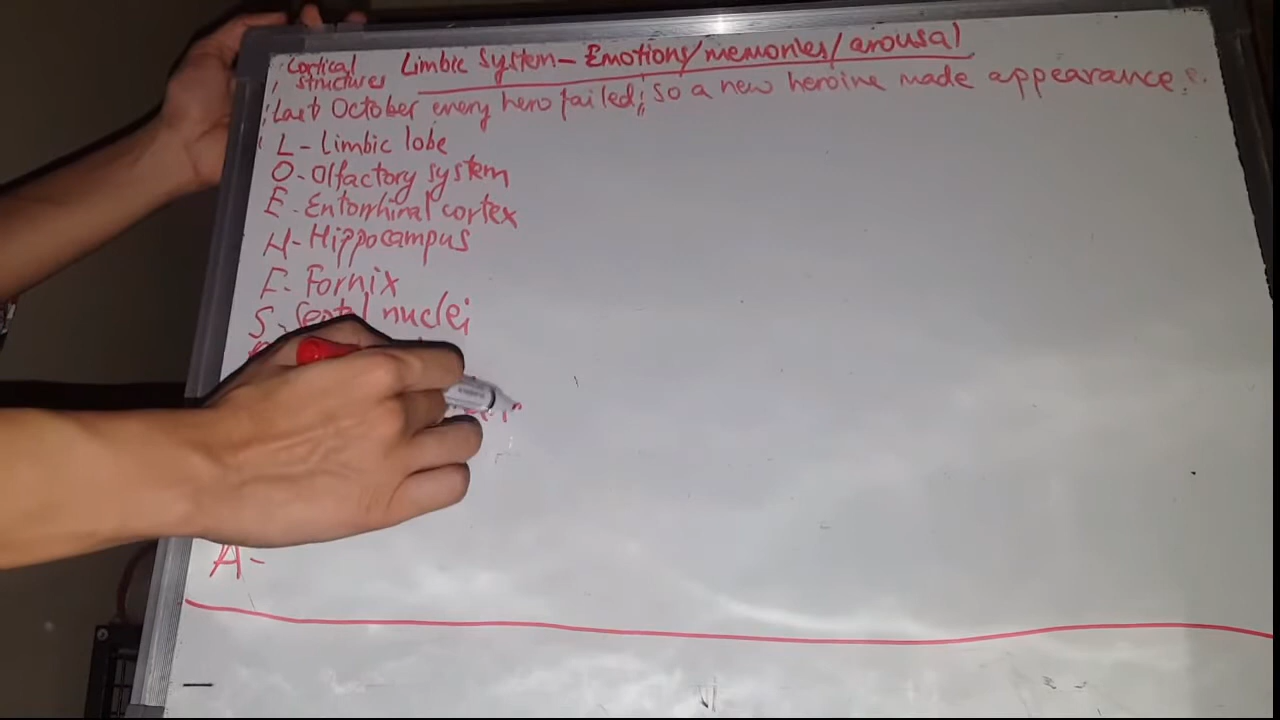 Cortical structures
Limbic System - Emotions/memories/arousal
Last October every hero failed; so a new heroine made appearance.
L - Limbic lobe
O - Olfactory system
E - Entorhinal cortex
H - Hippocampus
F - Fornix
S - Septal nuclei
A -